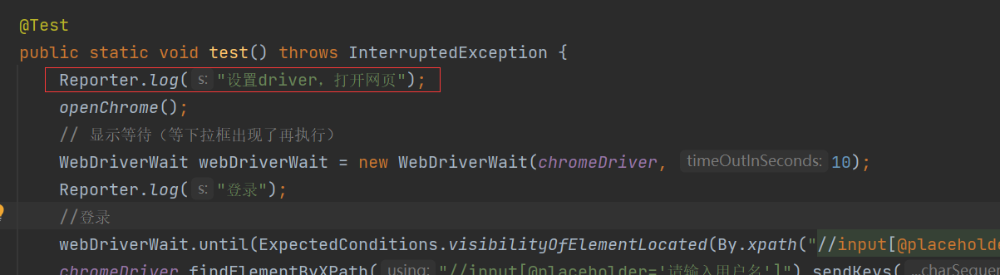 @Test
public static void test() throws InterruptedException {
Reporter.log( s: "设置driver，打开网页");
openChrome();
// 显示等待（等下拉框出现了再执行）
WebDriverWait webDriverWait = new WebDriverWait(chromeDriver, timeOutInSeconds: 10);
Reporter.log( s: "登录");
//登录
webDriverWait.until(ExpectedConditions.visibilityOfElementLocated(By.xpath("//input[@placeholde
chromeDriver.findElementByXPath( using: "//input[@placeholder='请输入用户名']").sendKeys( ...charSeque